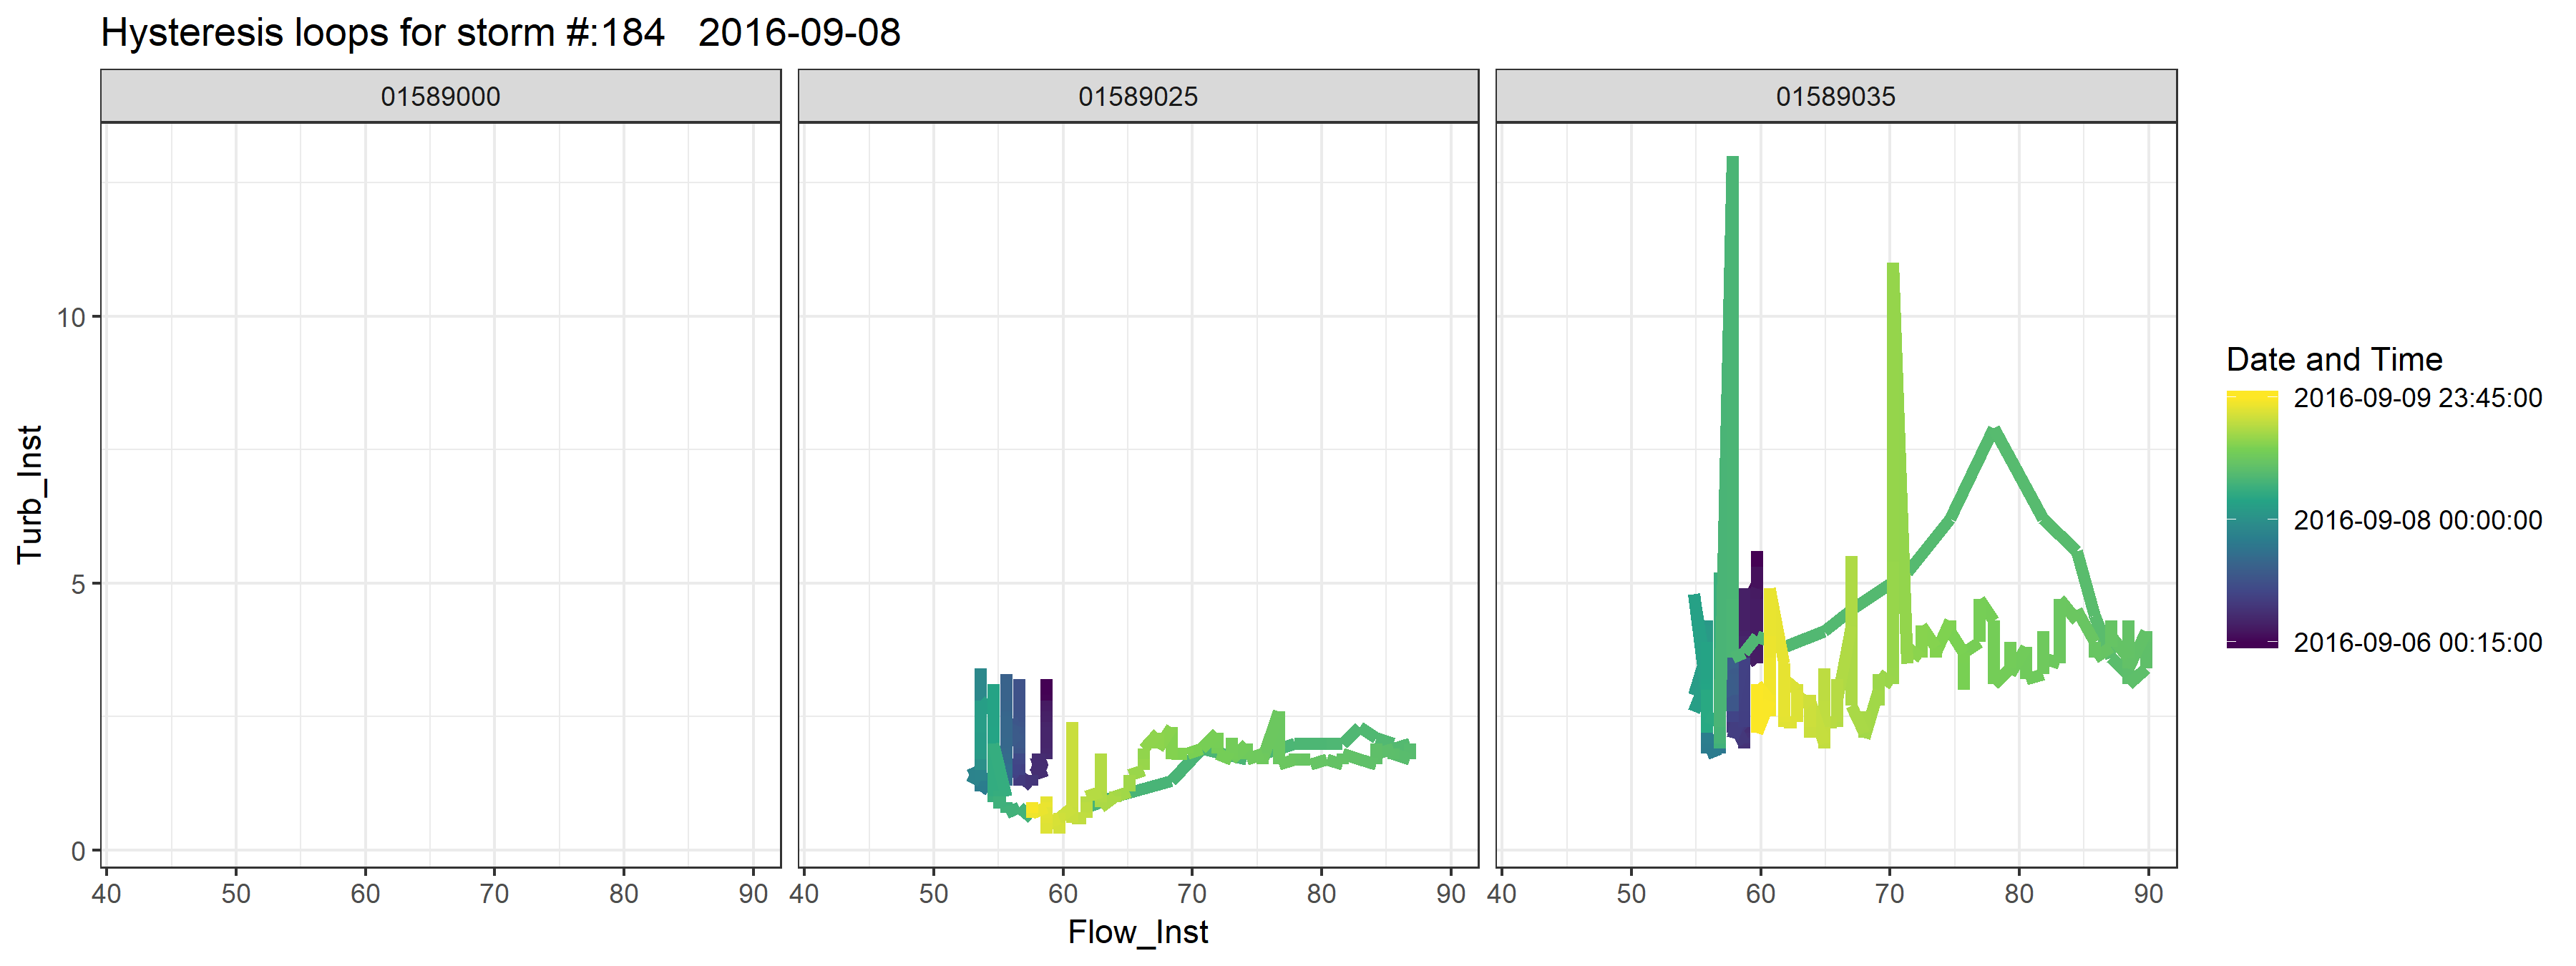 Hysteresis loops for storm #:184 2016-09-08
01589000 01589025 01589035
Turb_Inst
10
5
0
40 50 60 70 80 90 40 50 60 70 80 90 40 50 60 70 80 90
Flow_Inst
Date and Time
2016-09-09 23:45:00
2016-09-08 00:00:00
2016-09-06 00:15:00